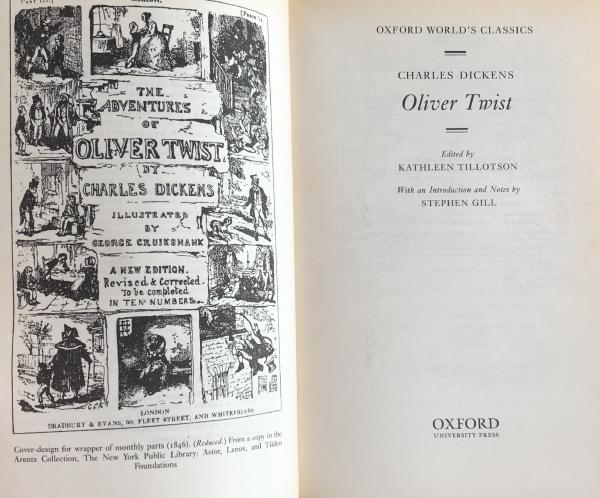 [PRICE 1s.
THE
ADVENTURES
OF
OLIVER TWIST.
BY
CHARLES DICKENS
ILLUSTRATED
BY
GEORGE CRUIKSHANK
A NEW EDITION.
Revised & Corrected.
To be completed
IN TEN NUMBERS.
LONDON
BRADBURY & EVANS, 90, FLEET STREET, AND WHITEFRIARS
Cover-design for wrapper of monthly parts (1846). (Reduced.) From a copy in the
Arents Collection, The New York Public Library: Astor, Lenox, and Tilden
Foundations
OXFORD WORLD'S CLASSICS
CHARLES DICKENS
Oliver Twist
Edited by
KATHLEEN TILLOTSON
With an Introduction and Notes by
STEPHEN GILL
OXFORD
UNIVERSITY PRESS